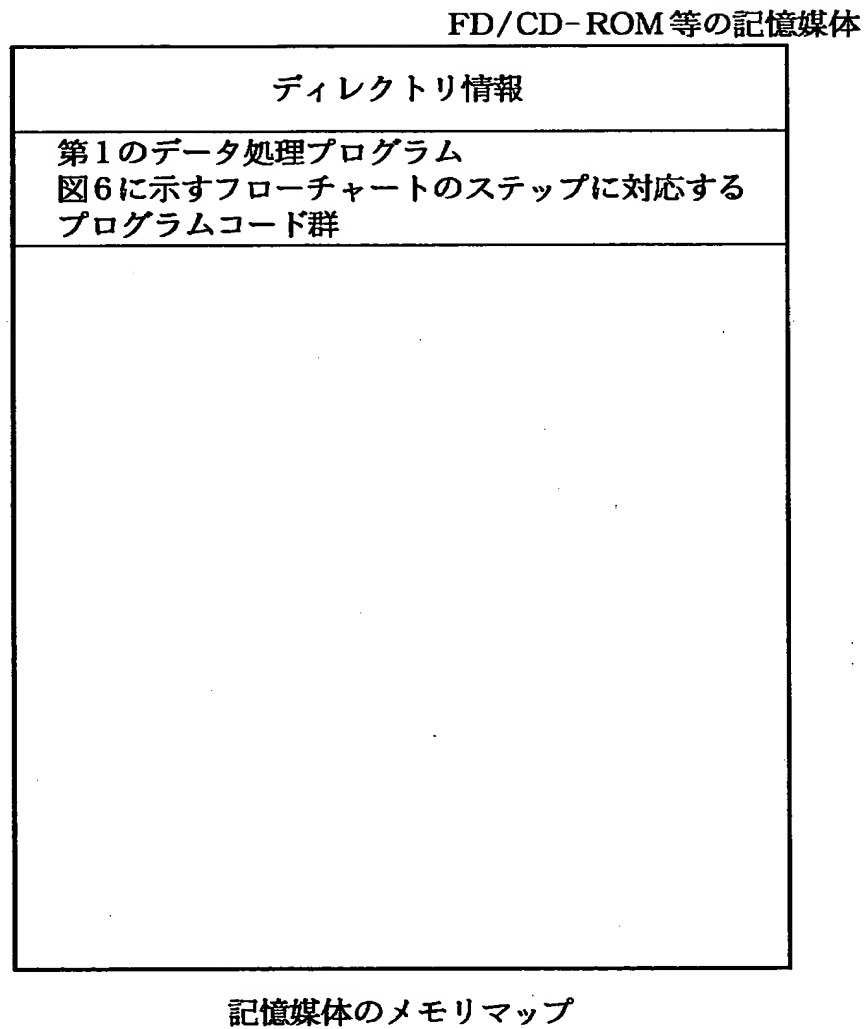 FD/CD-ROM等の記憶媒体
ディレクトリ情報
第1のデータ処理プログラム
図6に示すフローチャートのステップに対応する
プログラムコード群
記憶媒体のメモリマップ